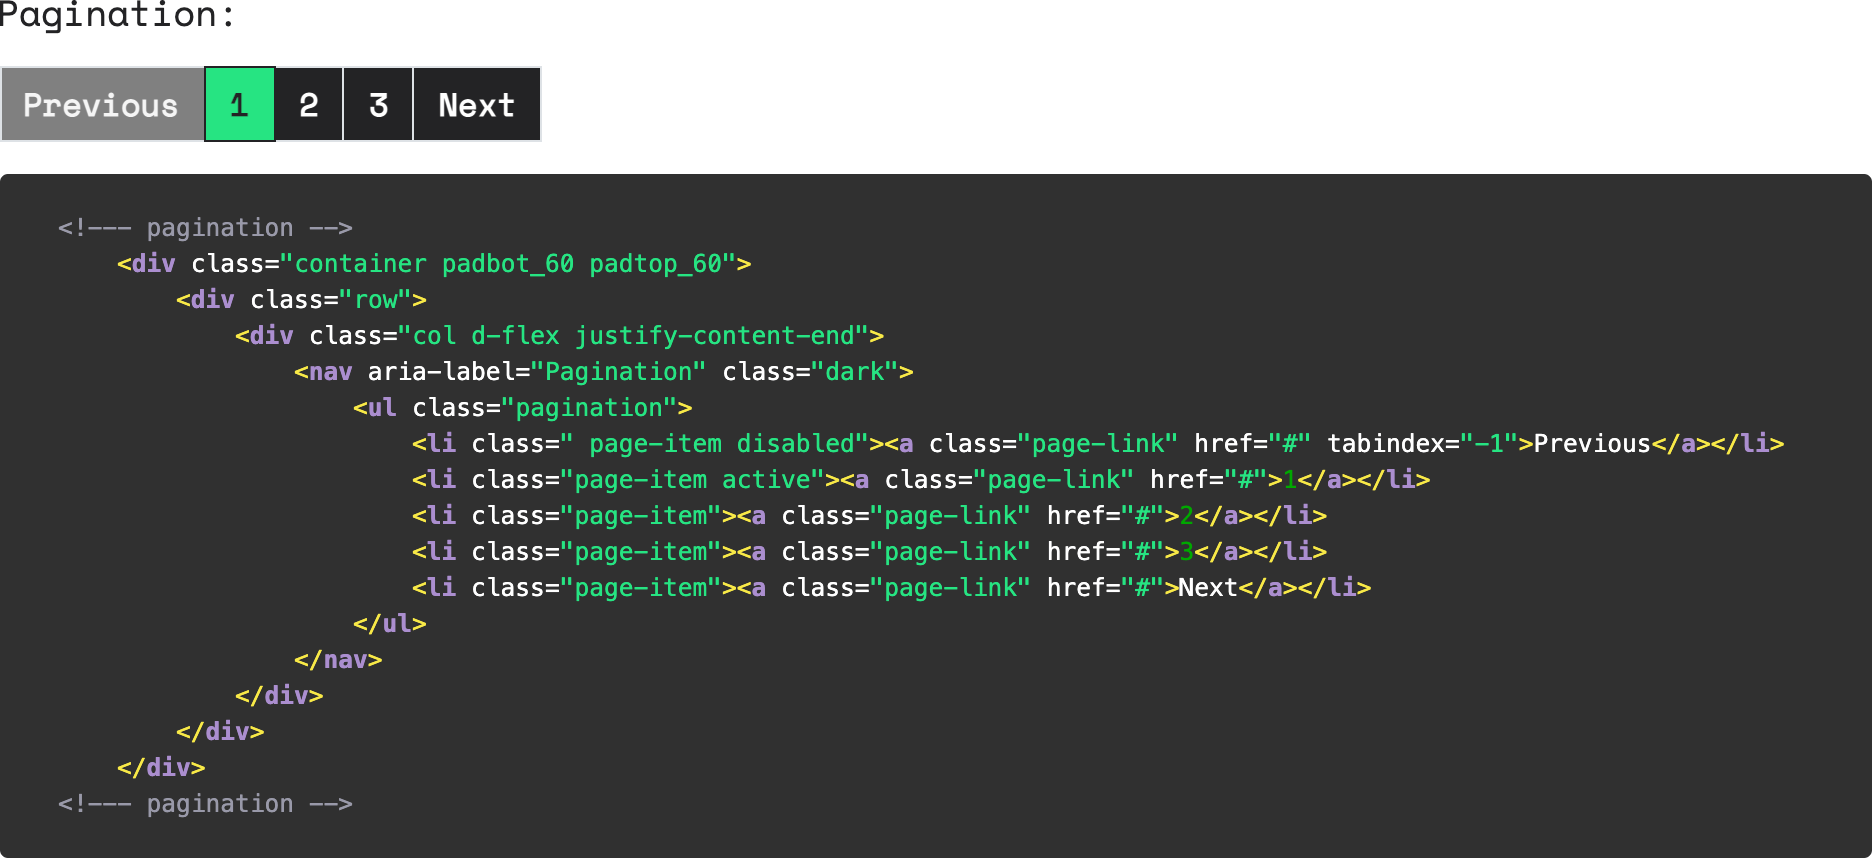 Pagination:
Previous 1 2 3 Next
<!--- pagination -->
<div class="container padbot_60 padtop_60">
<div class="row">
<div class="col d-flex justify-content-end">
<nav aria-label="Pagination" class="dark">
<ul class="pagination">
<li class=" page-item disabled"><a class="page-link" href="#" tabindex="-1">Previous</a></li>
<li class="page-item active"><a class="page-link" href="#">1</a></li>
<li class="page-item"><a class="page-link" href="#">2</a></li>
<li class="page-item"><a class="page-link" href="#">3</a></li>
<li class="page-item"><a class="page-link" href="#">Next</a></li>
</ul>
</nav>
</div>
</div>
</div>
<!--- pagination -->